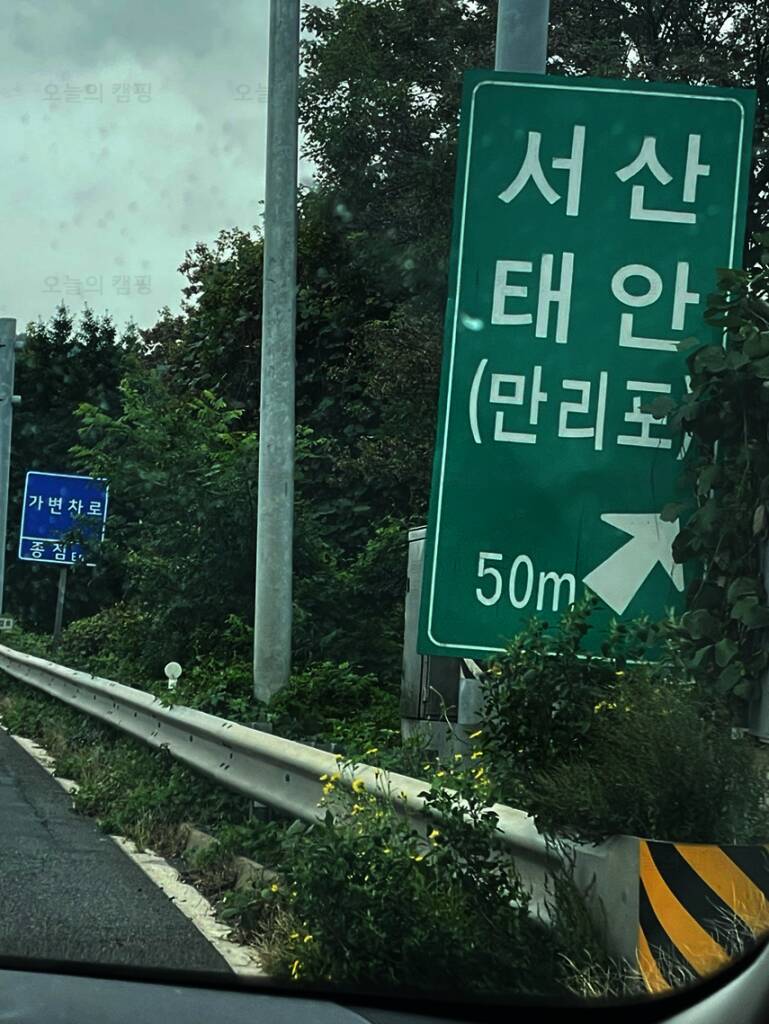 오늘의 캠핑
오늘의 캠핑
서산
태안
(만리포)
50m
가변차로
종점